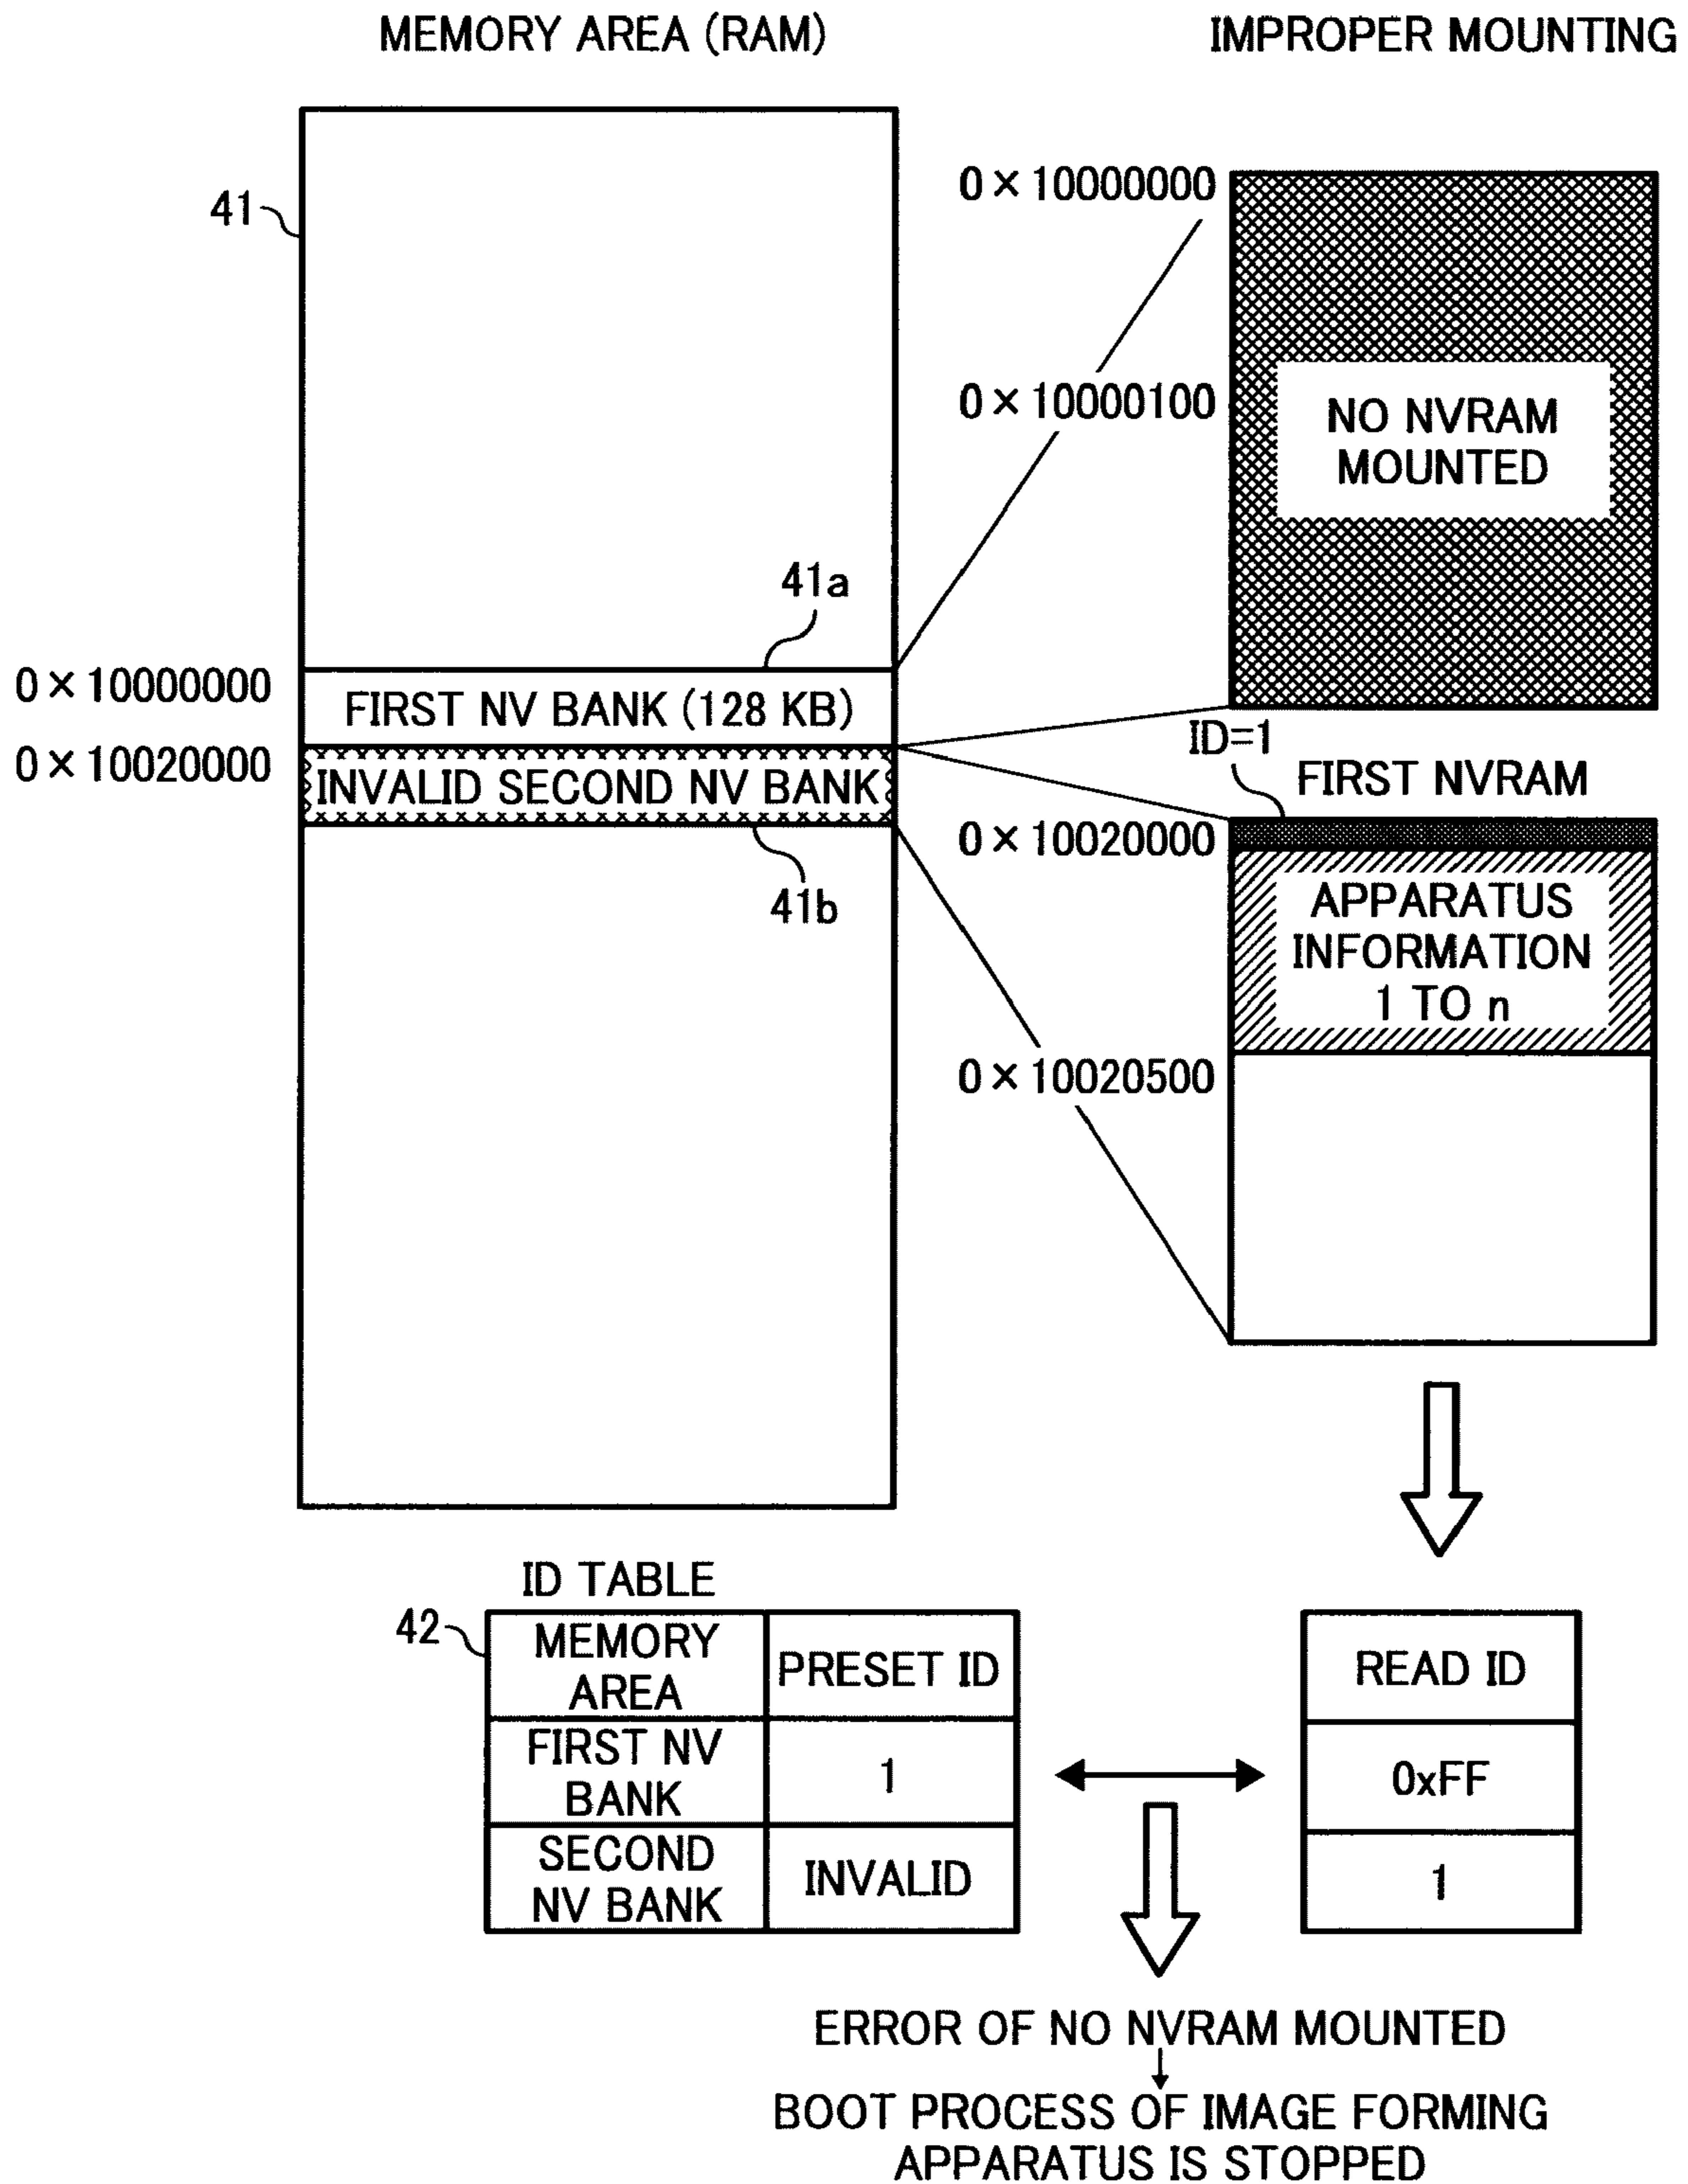 MEMORY AREA (RAM)
IMPROPER MOUNTING
41
0×10000000
0×10000100
NO NVRAM
MOUNTED
41a
0×10000000
FIRST NV BANK (128 KB)
0×10020000
INVALID SECOND NV BANK
41b
ID=1
FIRST NVRAM
0×10020000
APPARATUS
INFORMATION
1 TO n
0×10020500
ID TABLE
42
MEMORY
AREA
PRESET ID
FIRST NV
BANK
1
SECOND
NV BANK
INVALID
READ ID
0xFF
1
ERROR OF NO NVRAM MOUNTED
BOOT PROCESS OF IMAGE FORMING
APPARATUS IS STOPPED